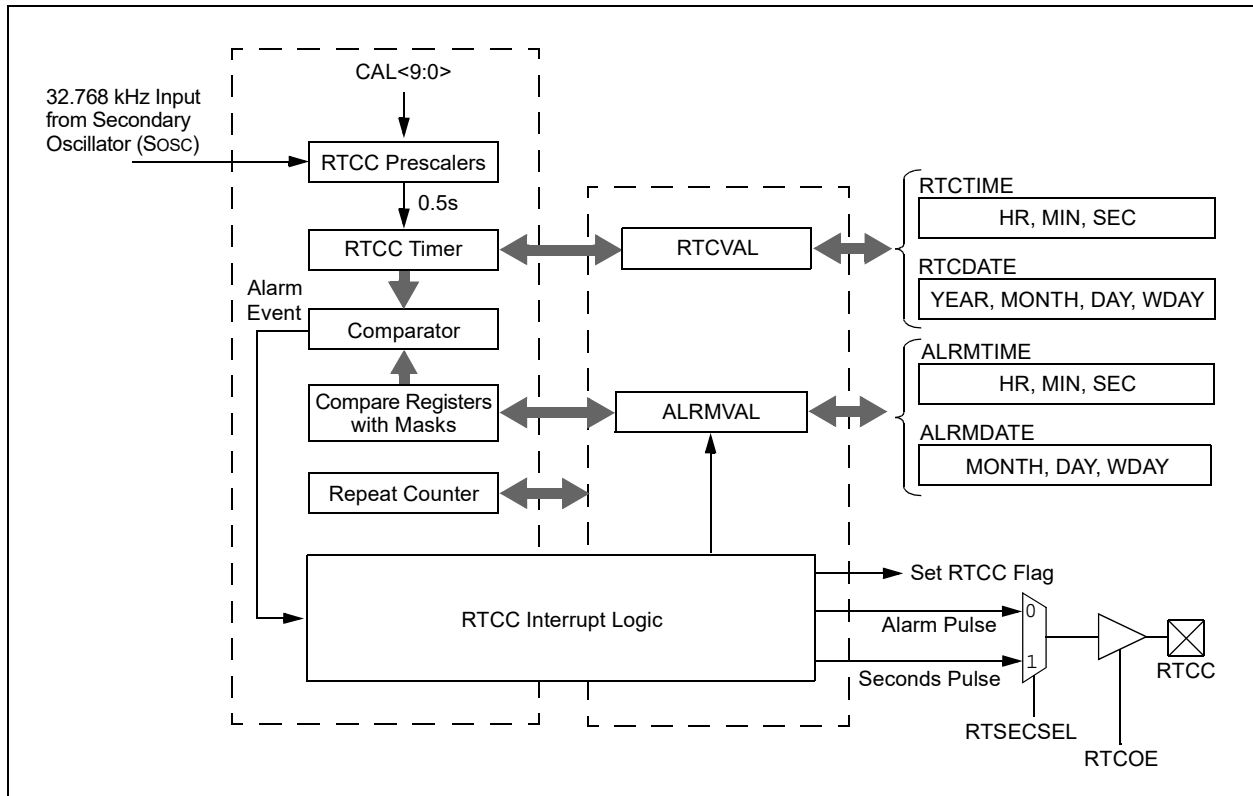 CAL<9:0>
32.768 kHz Input
from Secondary
Oscillator (SOSC)
RTCC Prescalers
0.5s
RTCC Timer
RTCVAL
RTCTIME
HR, MIN, SEC
RTCDATE
YEAR, MONTH, DAY, WDAY
Alarm
Event
Comparator
Compare Registers
with Masks
ALRMVAL
ALRMTIME
HR, MIN, SEC
ALRMDATE
MONTH, DAY, WDAY
Repeat Counter
RTCC Interrupt Logic
Set RTCC Flag
Alarm Pulse
0
Seconds Pulse
1
RTCC
RTSECSEL
RTCOE